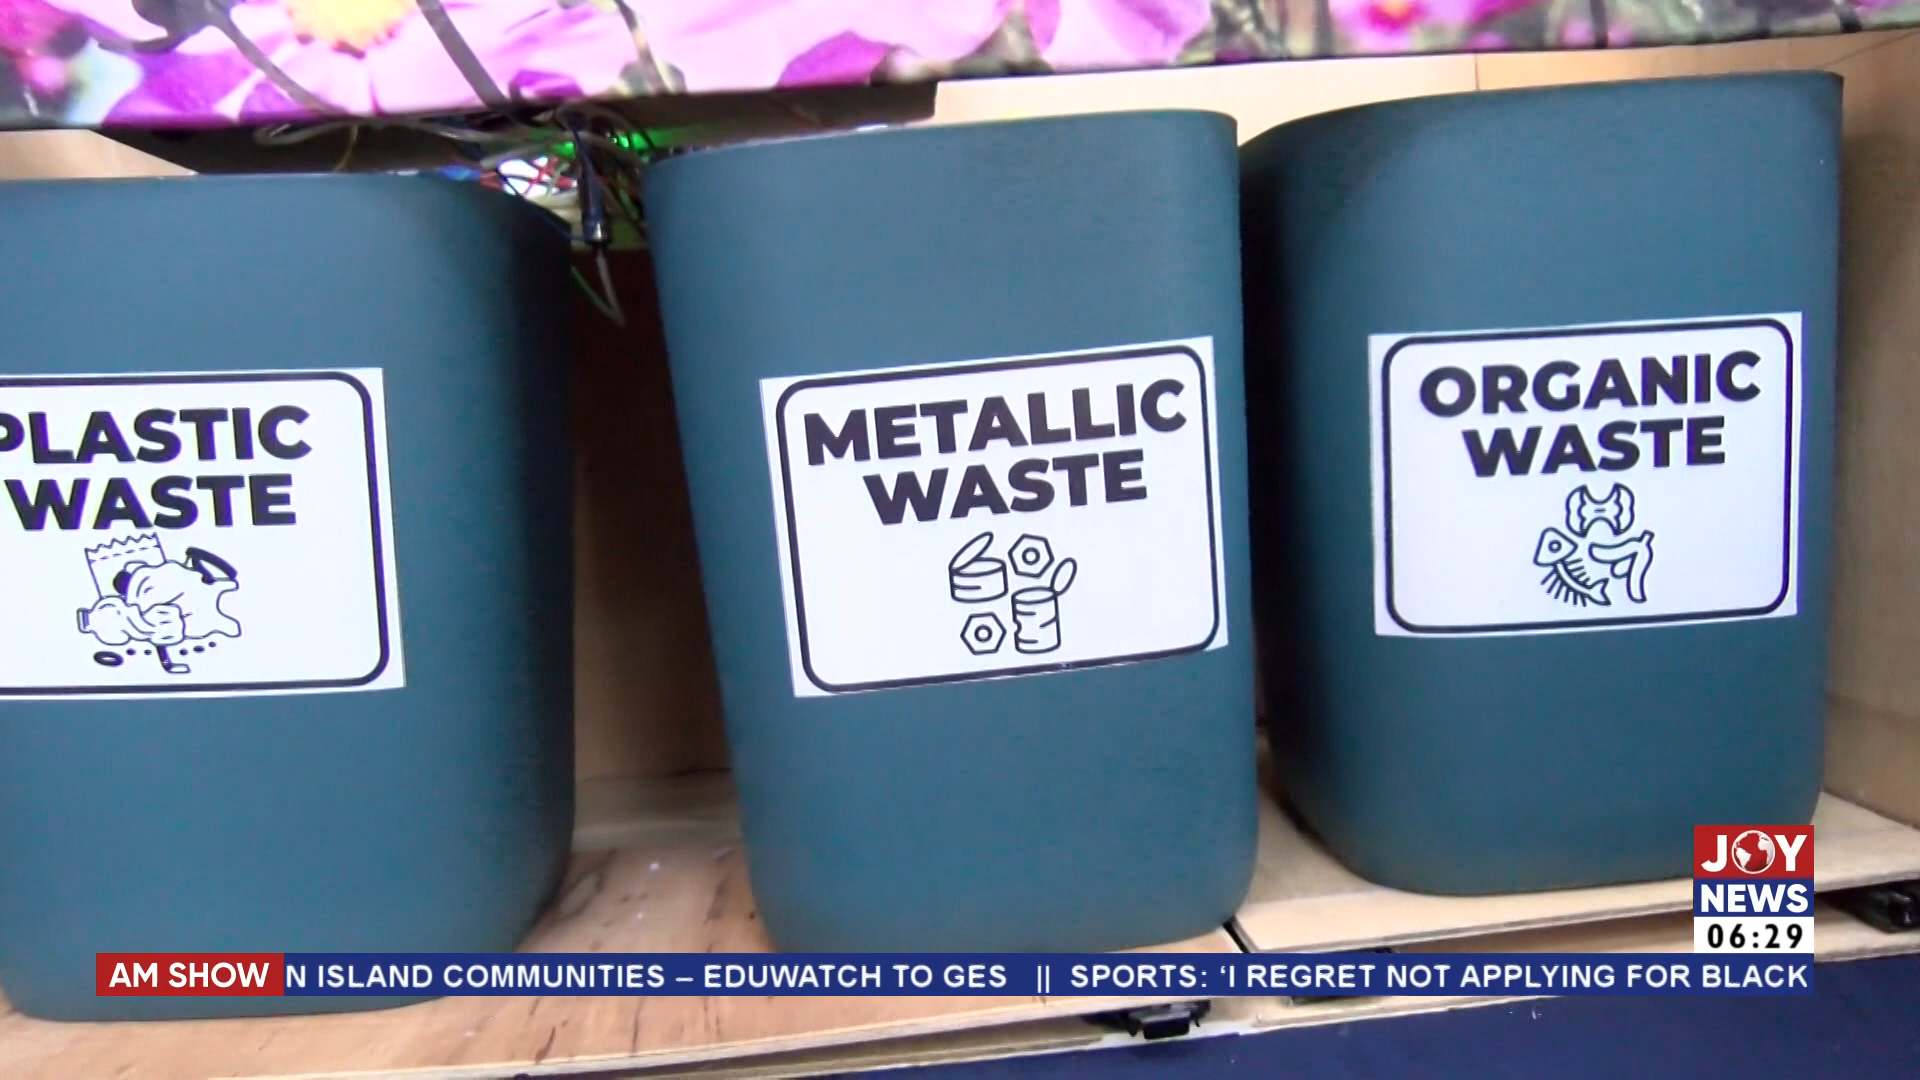 PLASTIC
WASTE
METALLIC
WASTE
ORGANIC
WASTE
JOY
NEWS
06:29
AM SHOW
N ISLAND COMMUNITIES – EDUWATCH TO GES || SPORTS: ‘I REGRET NOT APPLYING FOR BLACK